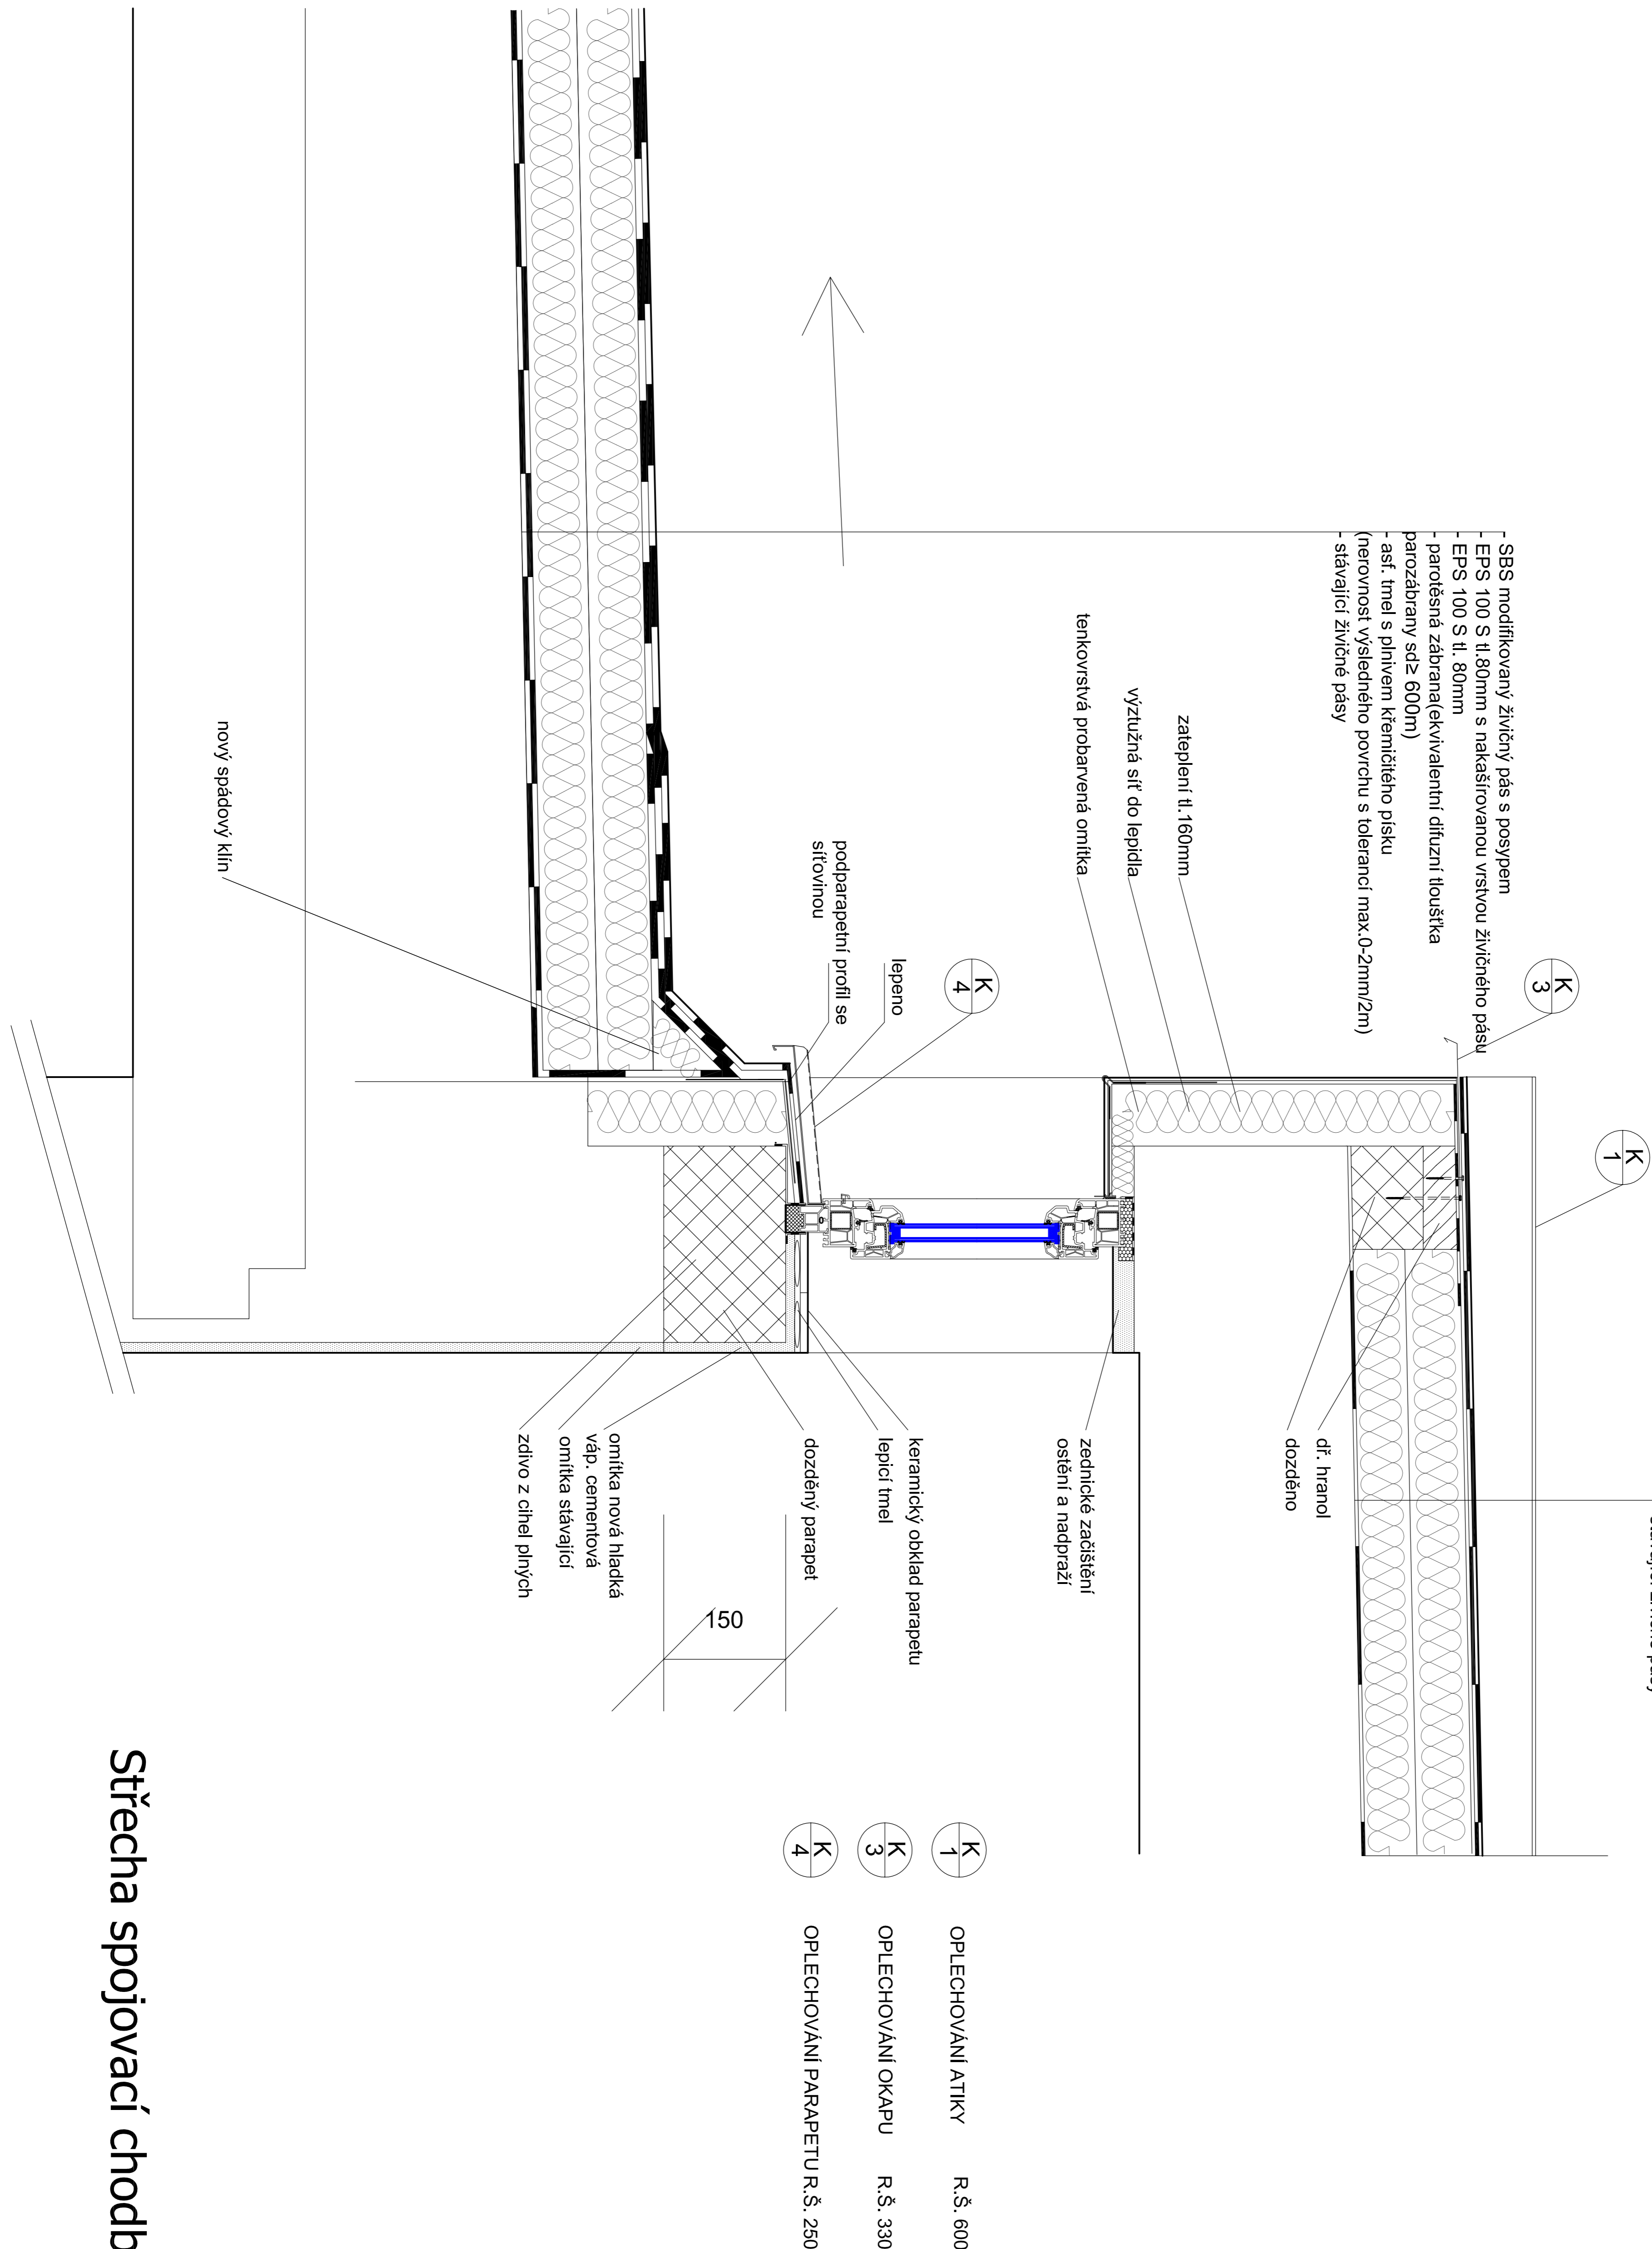 K
1
K
3
- SBS modifikovaný živičný pás s posypem
- EPS 100 S tl.80mm s nakašírovanou vrstvou živičného pásu
- EPS 100 S tl. 80mm
- parotěsná zábrana(ekvivalentní difuzní tloušťka
parozábrany sd≥ 600m)
- asf. tmel s plnivem křemičitého písku
(nerovnost výsledného povrchu s tolerancí max.0-2mm/2m)
- stávající živičné pásy
zateplení tl.160mm
výztužná síť do lepidla
tenkovrstvá probarvená omítka
K
4
lepeno
podparapetní profil se
síťovinou
nový spádový klín
dř. hranol
dozděno
zednické začištění
ostění a nadpraží
keramický obklad parapetu
lepicí tmel
dozděný parapet
omítka nová hladká
váp. cementová
omítka stávající
zdivo z cihel plných
150
K
1
OPLECHOVÁNÍ ATIKY R.Š. 600
K
3
OPLECHOVÁNÍ OKAPU R.Š. 330
K
4
OPLECHOVÁNÍ PARAPETU R.Š. 250
Střecha spojovací chodb